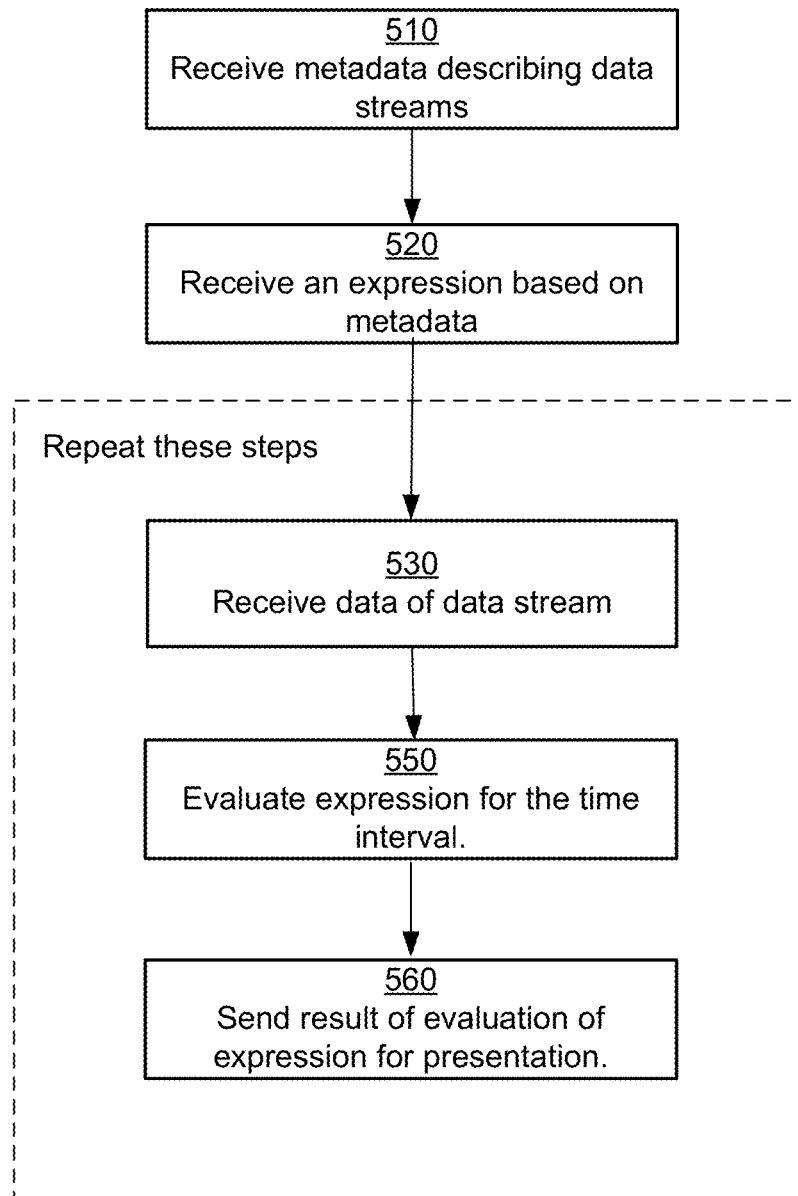 510
Receive metadata describing data
streams
520
Receive an expression based on
metadata
Repeat these steps
530
Receive data of data stream
550
Evaluate expression for the time
interval.
560
Send result of evaluation of
expression for presentation.